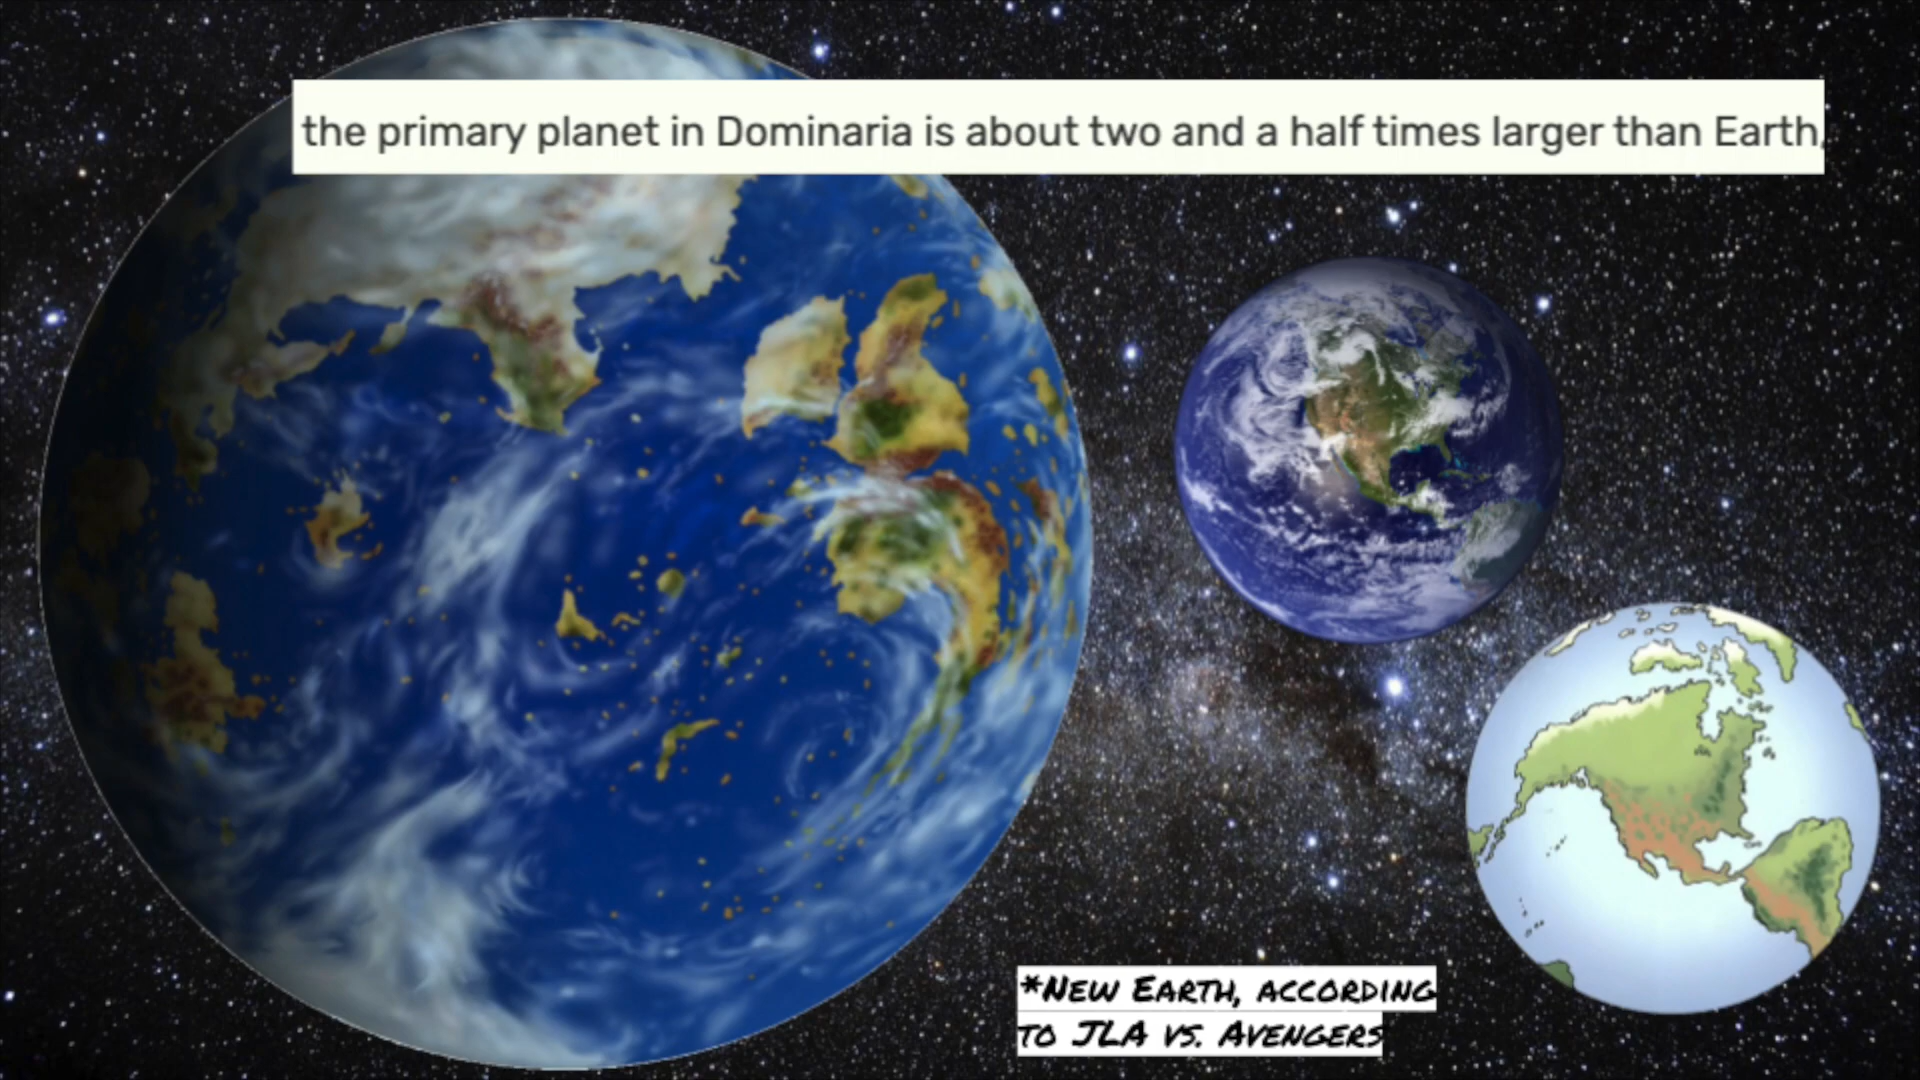 the primary planet in Dominaria is about two and a half times larger than Earth,
*New Earth, according
to JLA vs. Avengers